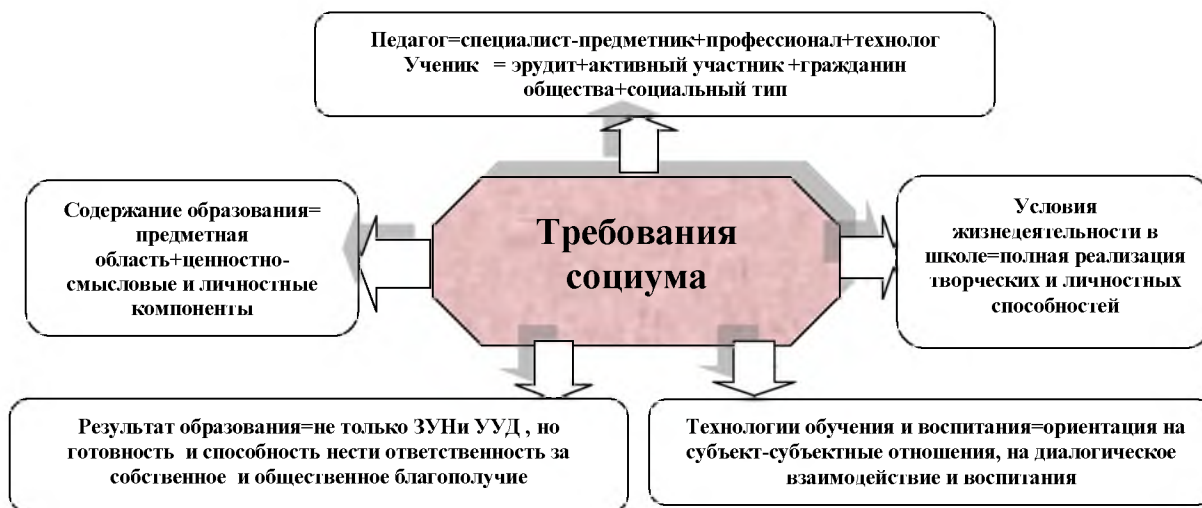 Педагог=специалист-предметник+профессионал+технолог
Ученик = эрудит+активный участник +гражданин
общества+социальный тип
Содержание образования=
предметная
область+ценностно-
смысловые и личностные
компоненты
Требования
социума
Условия
жизнедеятельности в
школе=полная реализация
творческих и личностных
способностей
Результат образования=не только ЗУНи УУД , но
готовность и способность нести ответственность за
собственное и общественное благополучие
Технологии обучения и воспитания=ориентация на
субъект-субъектные отношения, на диалогическое
взаимодействие и воспитания